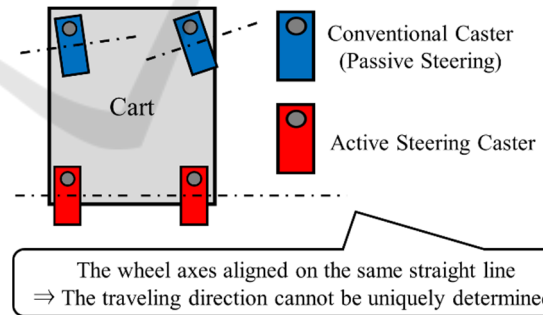 Conventional Caster
(Passive Steering)
Cart
Active Steering Caster
The wheel axes aligned on the same straight line
⇒ The traveling direction cannot be uniquely determine